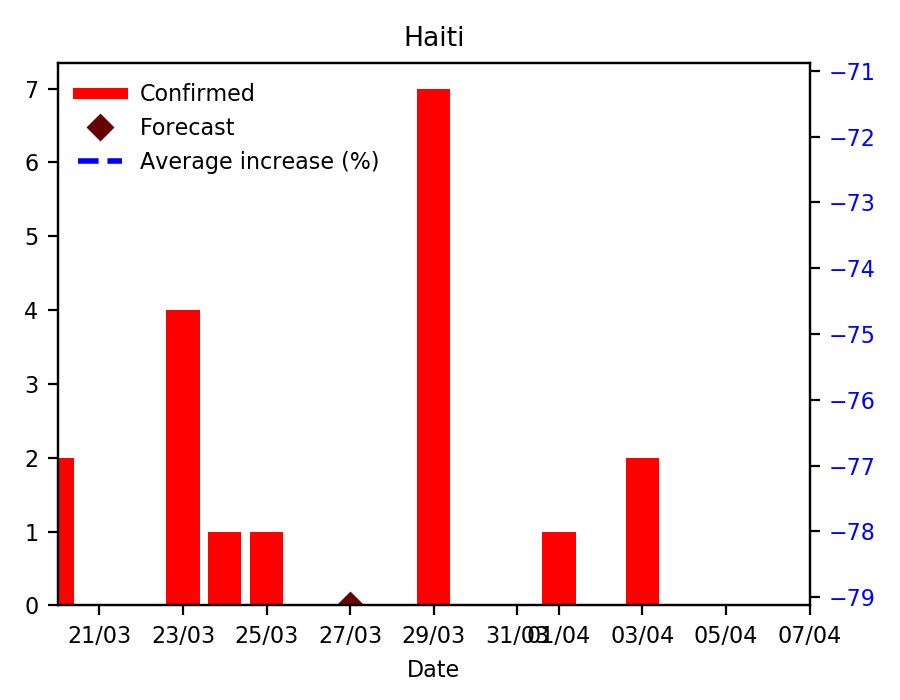 Haiti
Confirmed
Forecast
Average increase (%)
7
6
5
4
3
2
1
0
−71
−72
−73
−74
−75
−76
−77
−78
−79
21/03 23/03 25/03 27/03 29/03 31/03 01/04 03/04 05/04 07/04
Date